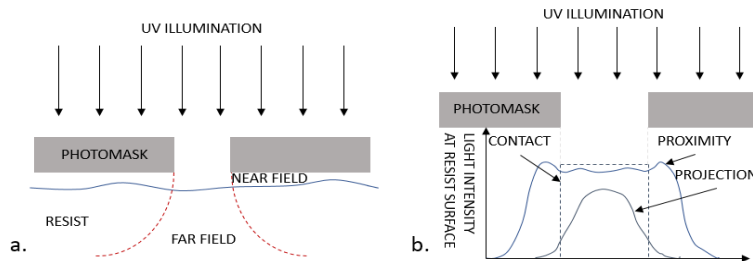 UV ILLUMINATION
PHOTOMASK
NEAR FIELD
RESIST
FAR FIELD
a.
UV ILLUMINATION
PHOTOMASK
CONTACT
PROXIMITY
PROJECTION
LIGHT INTENSITY
AT RESIST SURFACE
b.